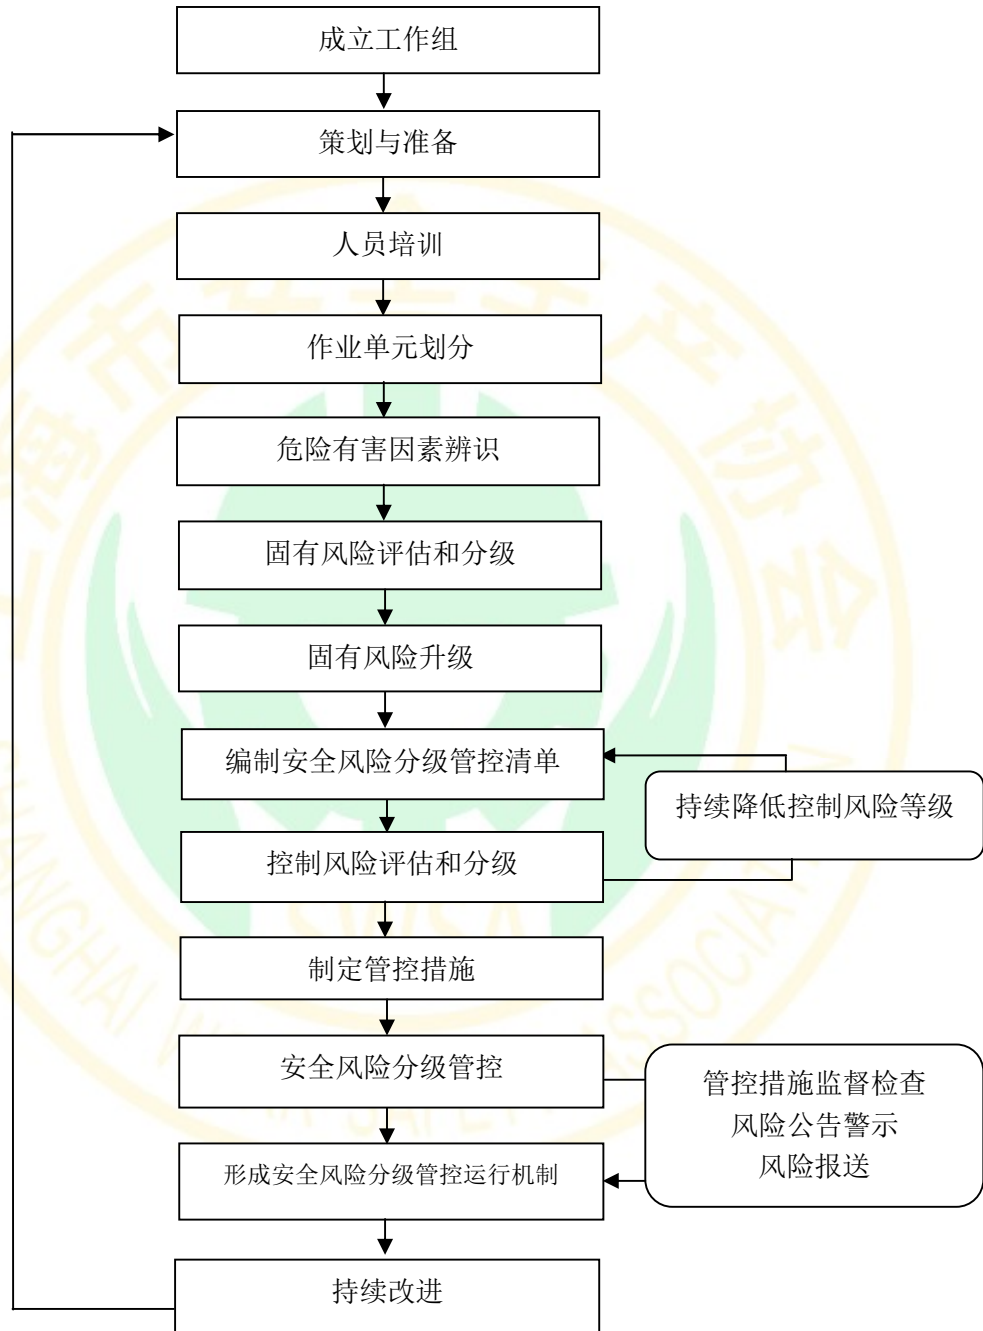 成立工作组
策划与准备
人员培训
作业单元划分
危险有害因素辨识
固有风险评估和分级
固有风险升级
编制安全风险分级管控清单
持续降低控制风险等级
控制风险评估和分级
制定管控措施
安全风险分级管控
管控措施监督检查
风险公告警示
风险报送
形成安全风险分级管控运行机制
持续改进